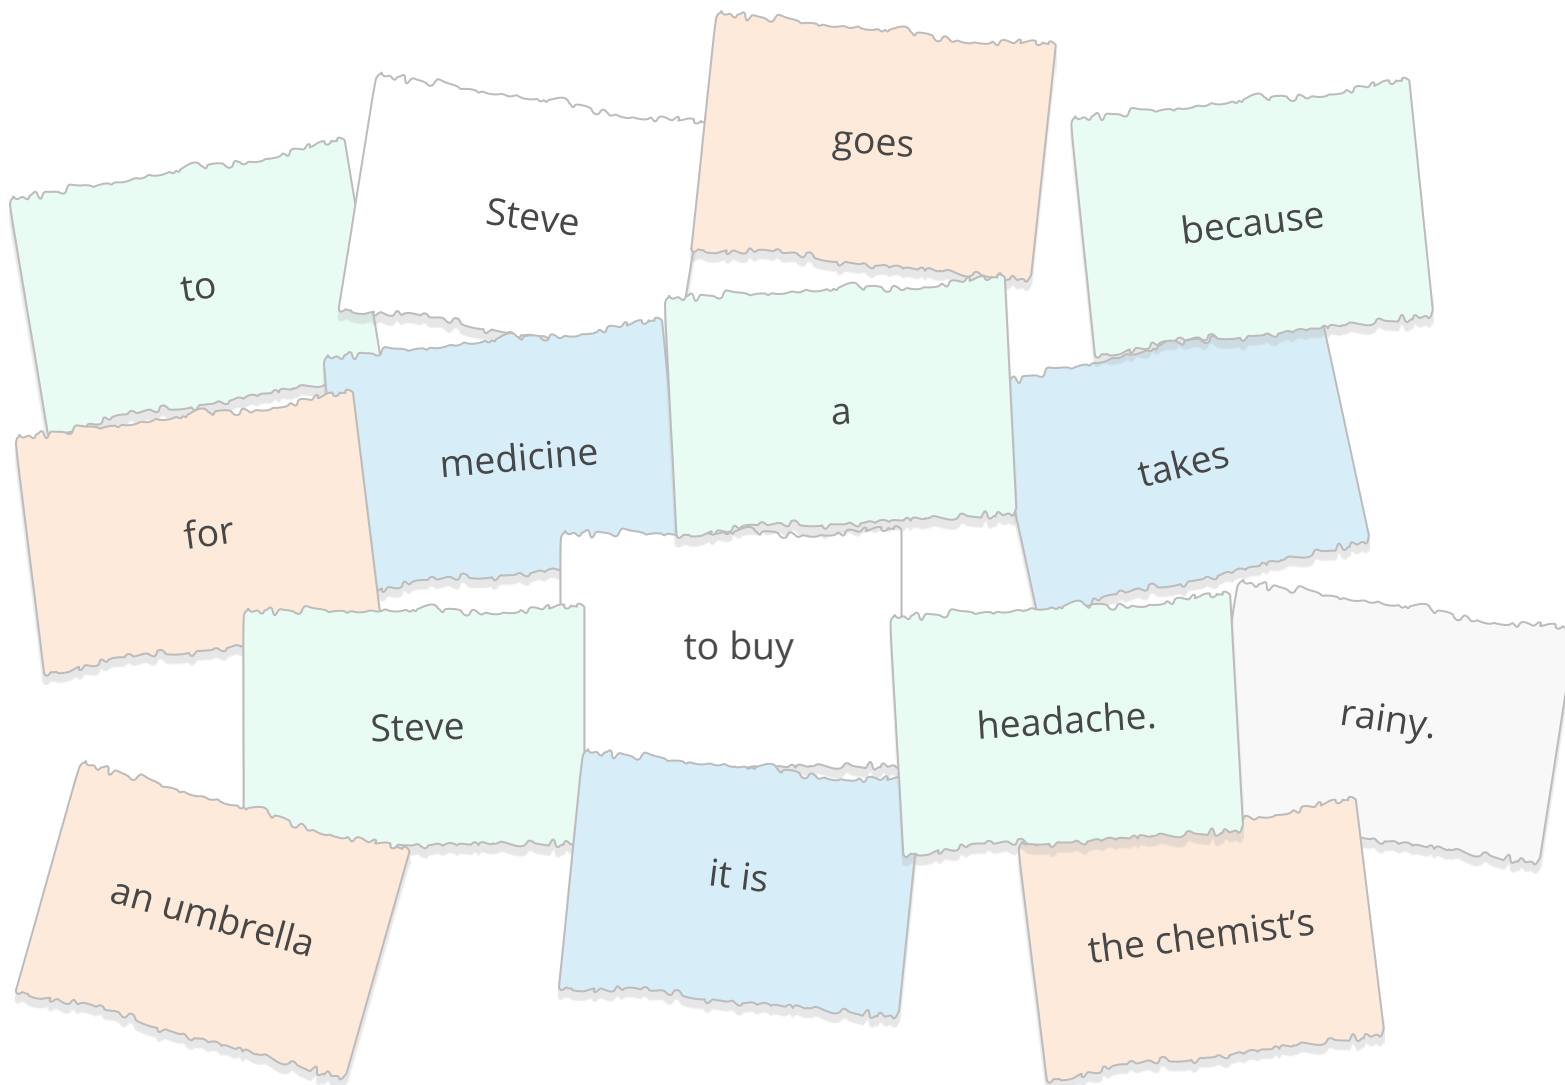 goes
Steve
because
to
a
medicine
takes
for
to buy
Steve
headache.
rainy.
it is
an umbrella
the chemist’s